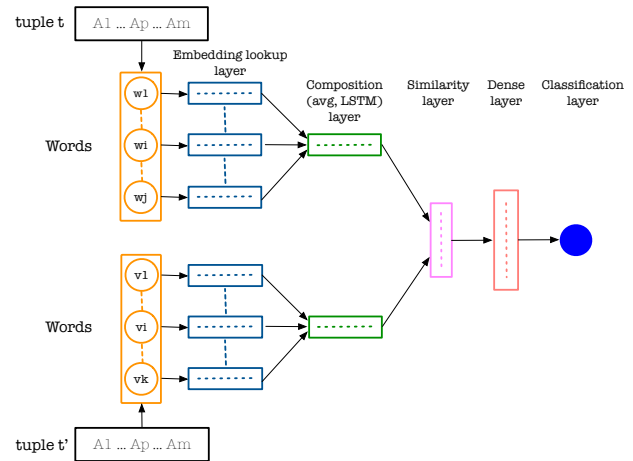 tuple t
A1 ... Ap ... Am
Embedding lookup
layer
Composition
(avg, LSTM)
layer
Similarity
layer
Dense
layer
Classification
layer
w1
Words
wi
wj
v1
Words
vi
vk
tuple t'
A1 ... Ap ... Am